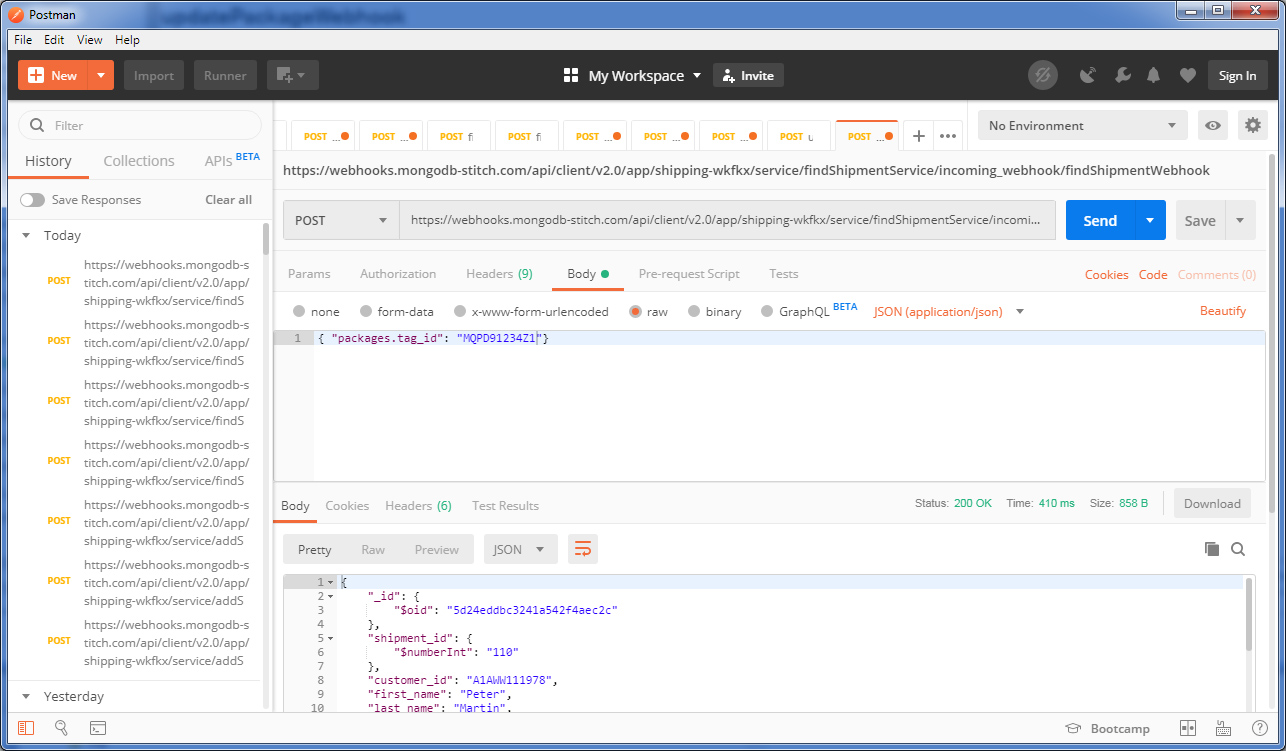 updatePackageWebhook
Postman
File Edit View Help
New Import Runner My Workspace Invite Sign In
Filter
History Collections APIs BETA
Save Responses Clear all
Today
POST https://webhooks.mongodb-s
titch.com/api/client/v2.0/app/
shipping-wkfkx/service/findS
POST https://webhooks.mongodb-s
titch.com/api/client/v2.0/app/
shipping-wkfkx/service/findS
POST https://webhooks.mongodb-s
titch.com/api/client/v2.0/app/
shipping-wkfkx/service/findS
POST https://webhooks.mongodb-s
titch.com/api/client/v2.0/app/
shipping-wkfkx/service/findS
POST https://webhooks.mongodb-s
titch.com/api/client/v2.0/app/
shipping-wkfkx/service/addS
POST https://webhooks.mongodb-s
titch.com/api/client/v2.0/app/
shipping-wkfkx/service/addS
POST https://webhooks.mongodb-s
titch.com/api/client/v2.0/app/
shipping-wkfkx/service/addS
Yesterday
POST ... POST ... POST fi POST fi POST ... POST ... POST ... POST u POST ... + ••• No Environment
https://webhooks.mongodb-stitch.com/api/client/v2.0/app/shipping-wkfkx/service/findShipmentService/incoming_webhook/findShipmentWebhook
POST https://webhooks.mongodb-stitch.com/api/client/v2.0/app/shipping-wkfkx/service/findShipmentService/incomi... Send Save
Params Authorization Headers (9) Body Pre-request Script Tests Cookies Code Comments (0)
none form-data x-www-form-urlencoded raw binary GraphQL BETA JSON (application/json) Beautify
1 { "packages.tag_id": "MQPD91234Z1"}
Body Cookies Headers (6) Test Results Status: 200 OK Time: 410 ms Size: 858 B Download
Pretty Raw Preview JSON
1 {
2 "_id": {
3 "$oid": "5d24eddbc3241a542f4aec2c"
4 },
5 "shipment_id": {
6 "$numberInt": "110"
7 },
8 "customer_id": "A1AWW111978",
9 "first_name": "Peter",
10 "last_name": "Martin",
Bootcamp